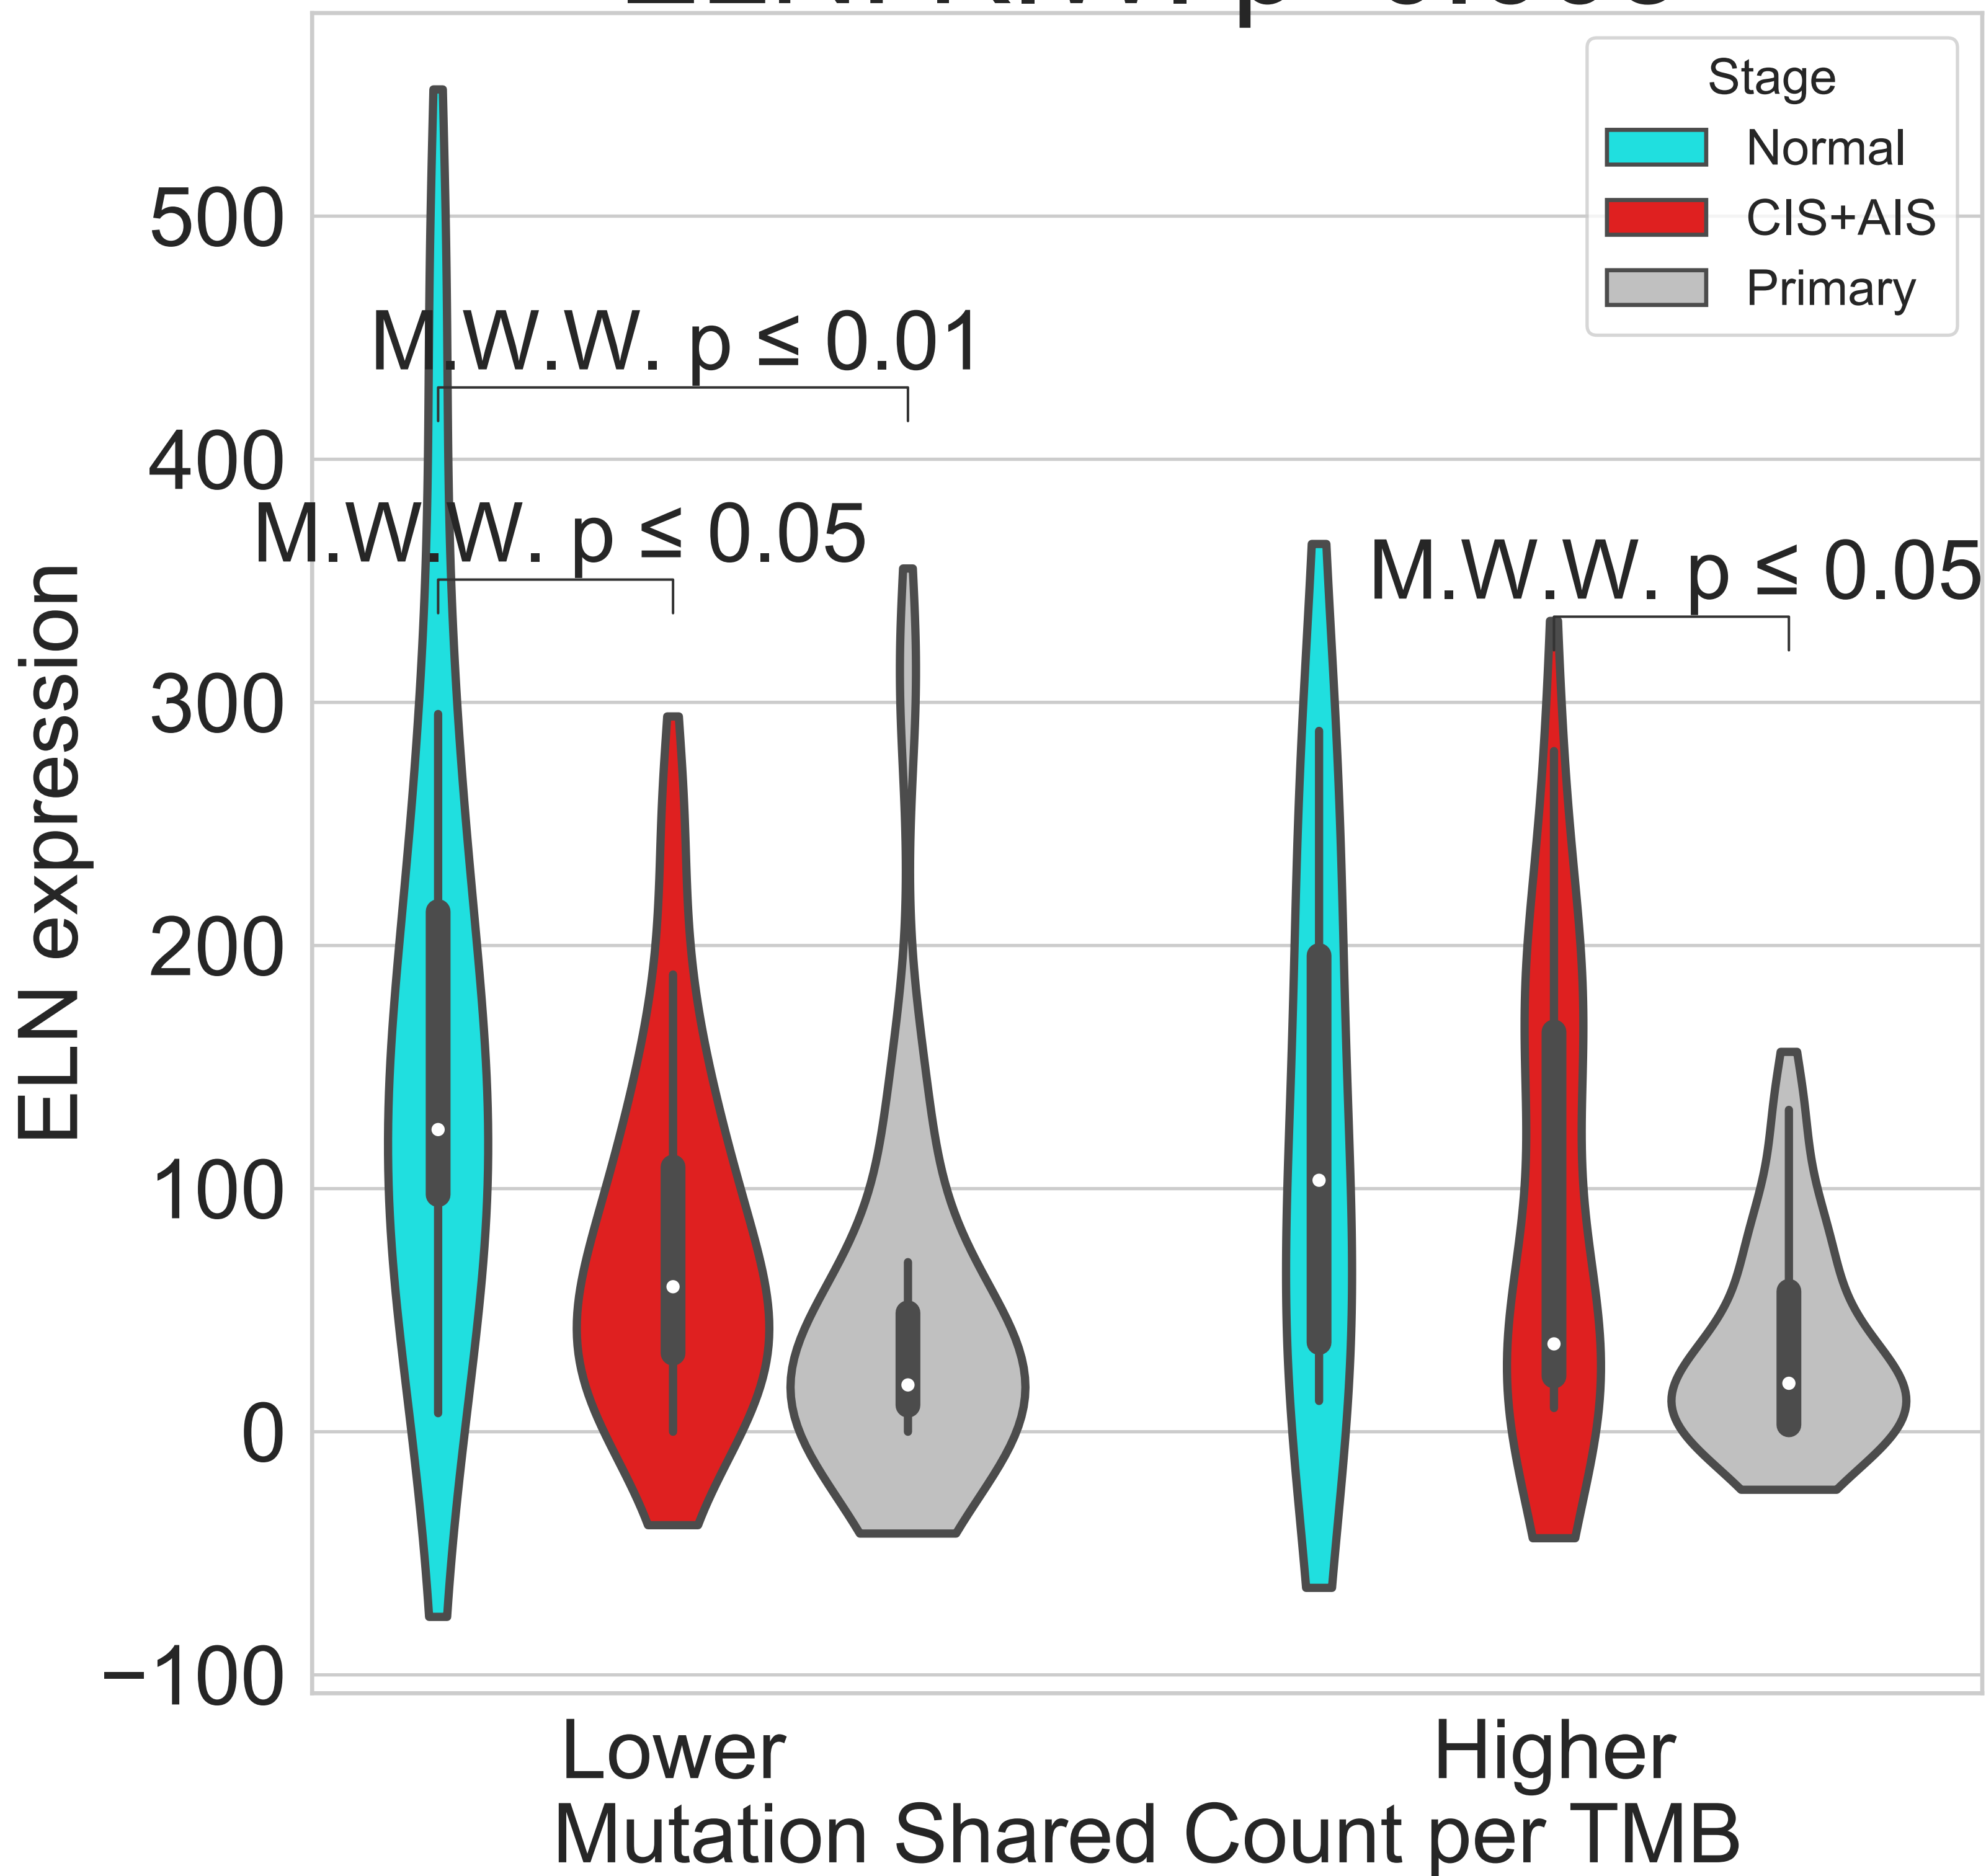 Stage
Normal
CIS+AIS
Primary
500
400
300
200
100
0
−100
ELN expression
M.W.W. p ≤ 0.01
M.W.W. p ≤ 0.05
M.W.W. p ≤ 0.05
Lower
Higher
Mutation Shared Count per TMB